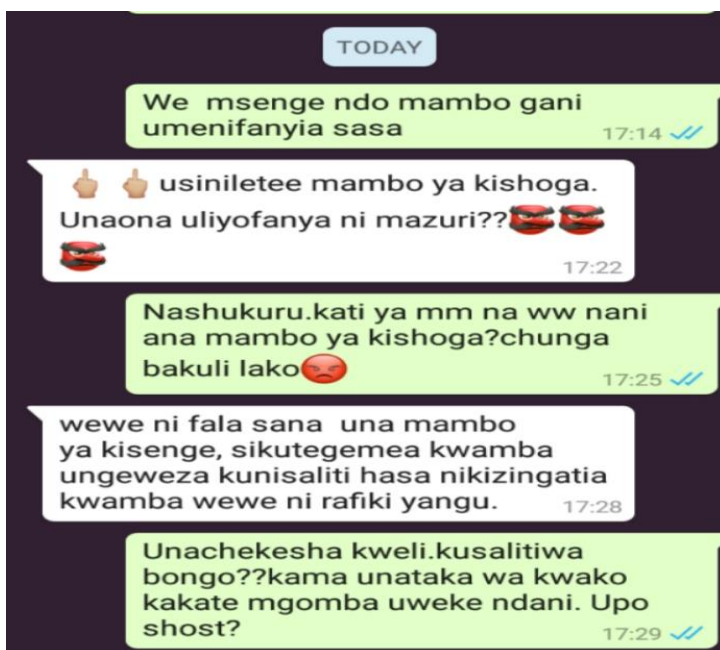 TODAY
We msenge ndo mambo gani
umenifanyia sasa
17:14
🖕🏼 🖕🏼 usiniletee mambo ya kishoga.
Unaona uliyofanya ni mazuri??
17:22
Nashukuru.kati ya mm na ww nani
ana mambo ya kishoga?chunga
bakuli lako😡
17:25
wewe ni fala sana una mambo
ya kisenge, sikutegemea kwamba
ungeweza kunisaliti hasa nikizingatia
kwamba wewe ni rafiki yangu.
17:28
Unachekesha kweli.kusalitiwa
bongo??kama unataka wa kwako
kakate mgomba uweke ndani. Upo
shost?
17:29